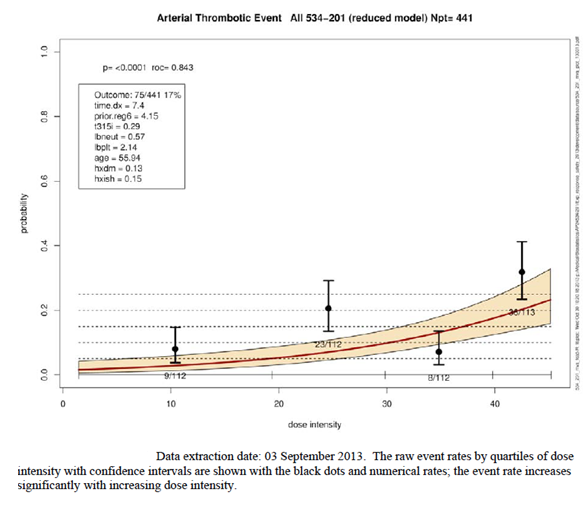 Arterial Thrombotic Event All 534−201 (reduced model) Npt= 441
p= <0.0001 roc= 0.843
Outcome: 75/441 17%
time.dx = 7.4
prior.reg6 = 4.15
t315i = 0.29
lbneut = 0.57
lbplt = 2.14
age = 55.94
hxdm = 0.13
hxish = 0.15
probability
1.0
0.8
0.6
0.4
0.2
0.0
9/112
23/112
8/112
/113
0
10
20
30
40
dose intensity
Data extraction date: 03 September 2013. The raw event rates by quartiles of dose
intensity with confidence intervals are shown with the black dots and numerical rates; the event rate increases
significantly with increasing dose intensity.